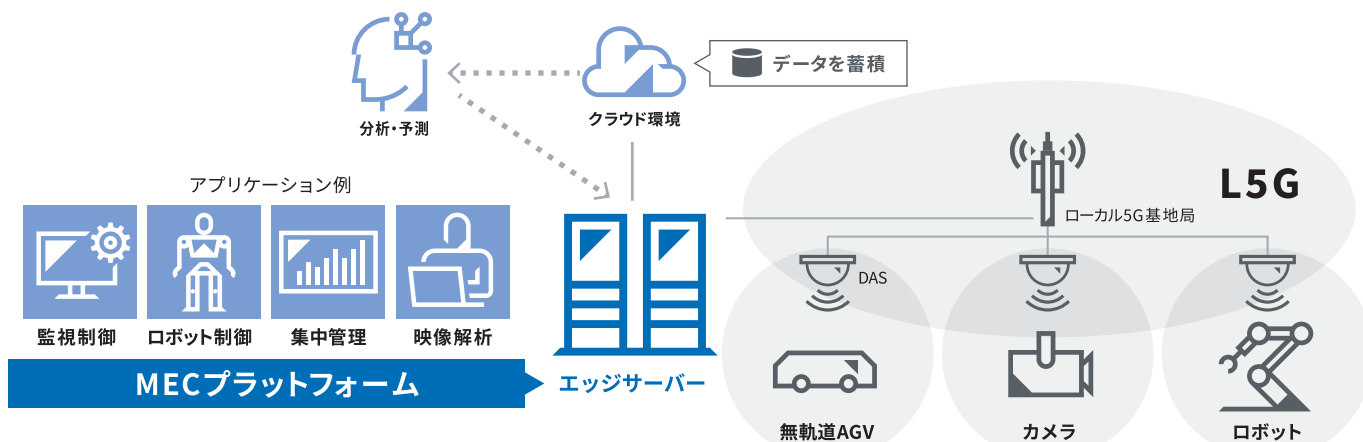 データを蓄積
分析・予測
クラウド環境
アプリケーション例
L5G
ローカル5G基地局
DAS
監視制御
ロボット制御
集中管理
映像解析
MECプラットフォーム
エッジサーバー
無軌道AGV
カメラ
ロボット